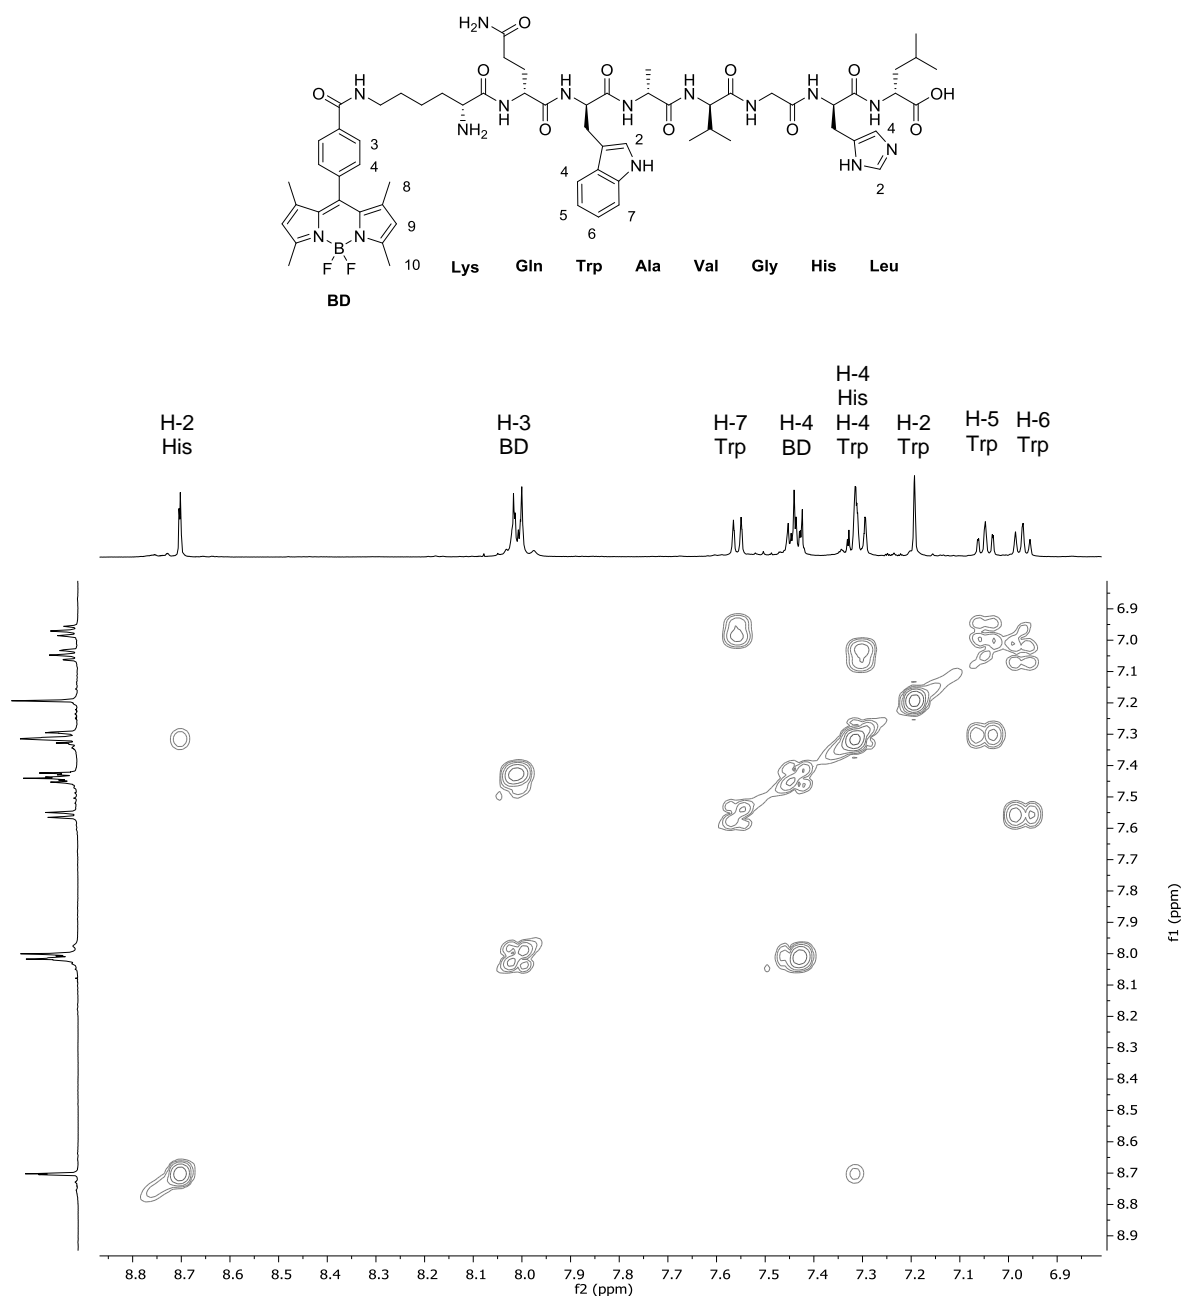 H₂N O
O NH O H N O H N O H N O H N O
N H NH₂ O N H O N H O N H O OH
3 2 4
4 4 NH N
8 5 7 HN 2
9 6
N N
B
F F 10
Lys Gln Trp Ala Val Gly His Leu
BD
H-4
His
H-2 H-3 H-7 H-4 H-4 H-2 H-5 H-6
His BD Trp BD Trp Trp Trp Trp
6.9
7.0
7.1
7.2
7.3
7.4
7.5
7.6
7.7
7.8
7.9
8.0
8.1
8.2
8.3
8.4
8.5
8.6
8.7
8.8
8.9
f1 (ppm)
8.8 8.7 8.6 8.5 8.4 8.3 8.2 8.1 8.0 7.9 7.8 7.7 7.6 7.5 7.4 7.3 7.2 7.1 7.0 6.9
f2 (ppm)